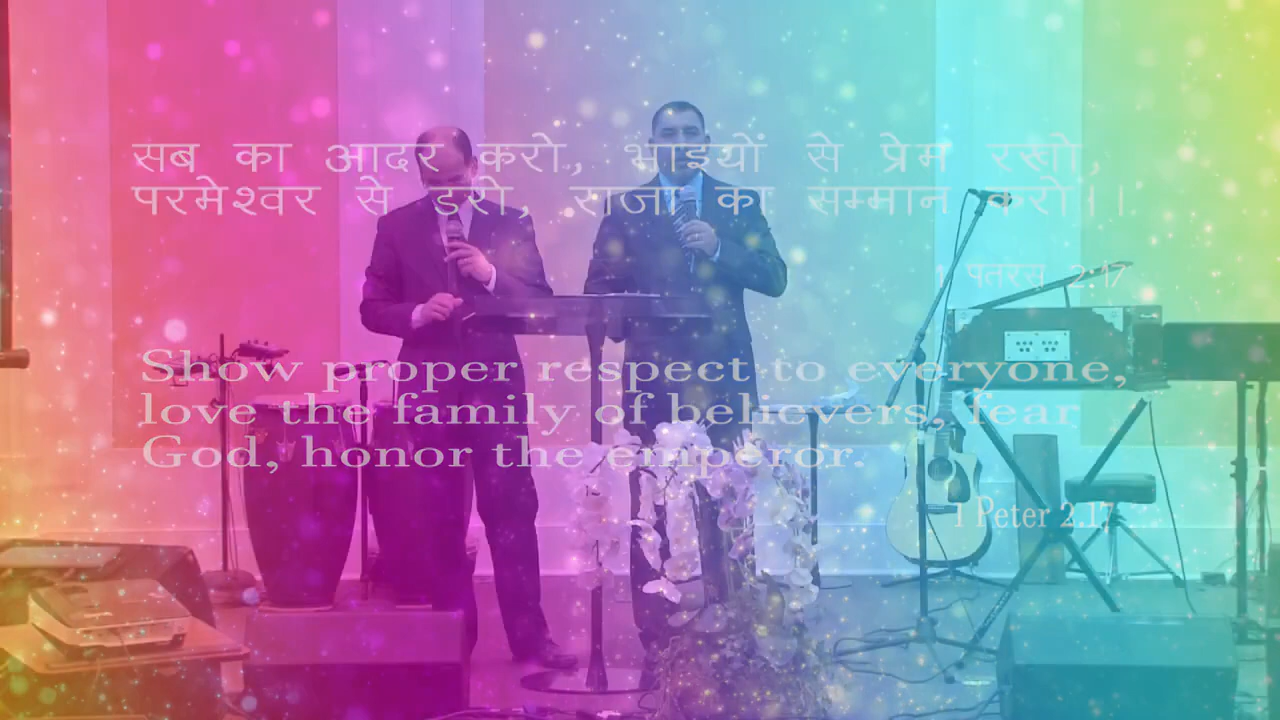 सब का आदर करो, भाइयों से प्रेम रखो,
परमेश्वर से डरो, राजा का सम्मान करो।।
1 पतरस 2:17
Show proper respect to everyone,
love the family of believers, fear
God, honor the emperor.
1 Peter 2.17